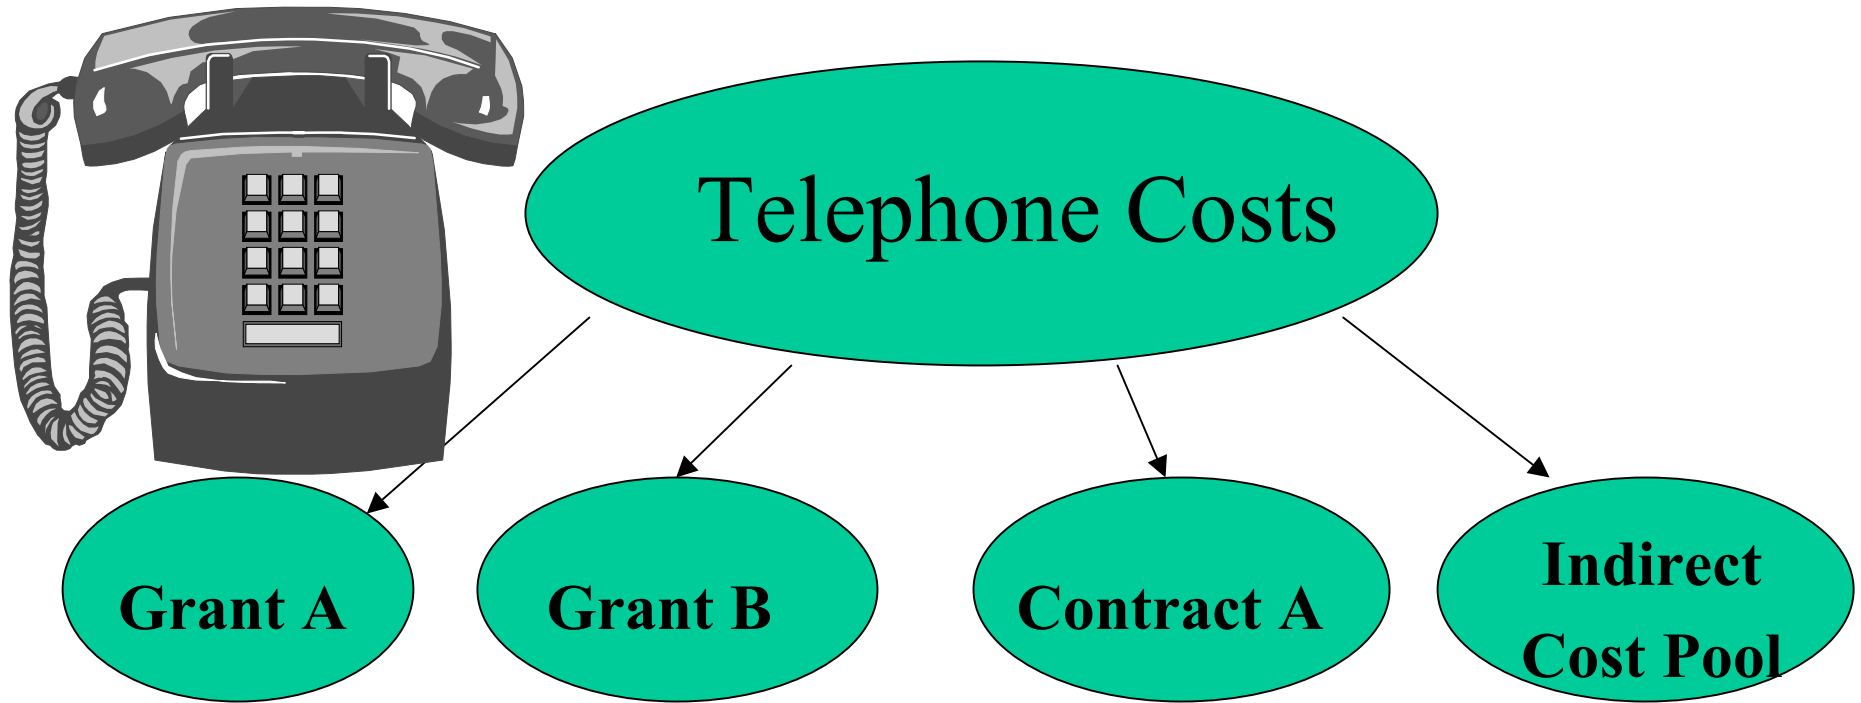 Telephone Costs
Grant A
Grant B
Contract A
Indirect
Cost Pool